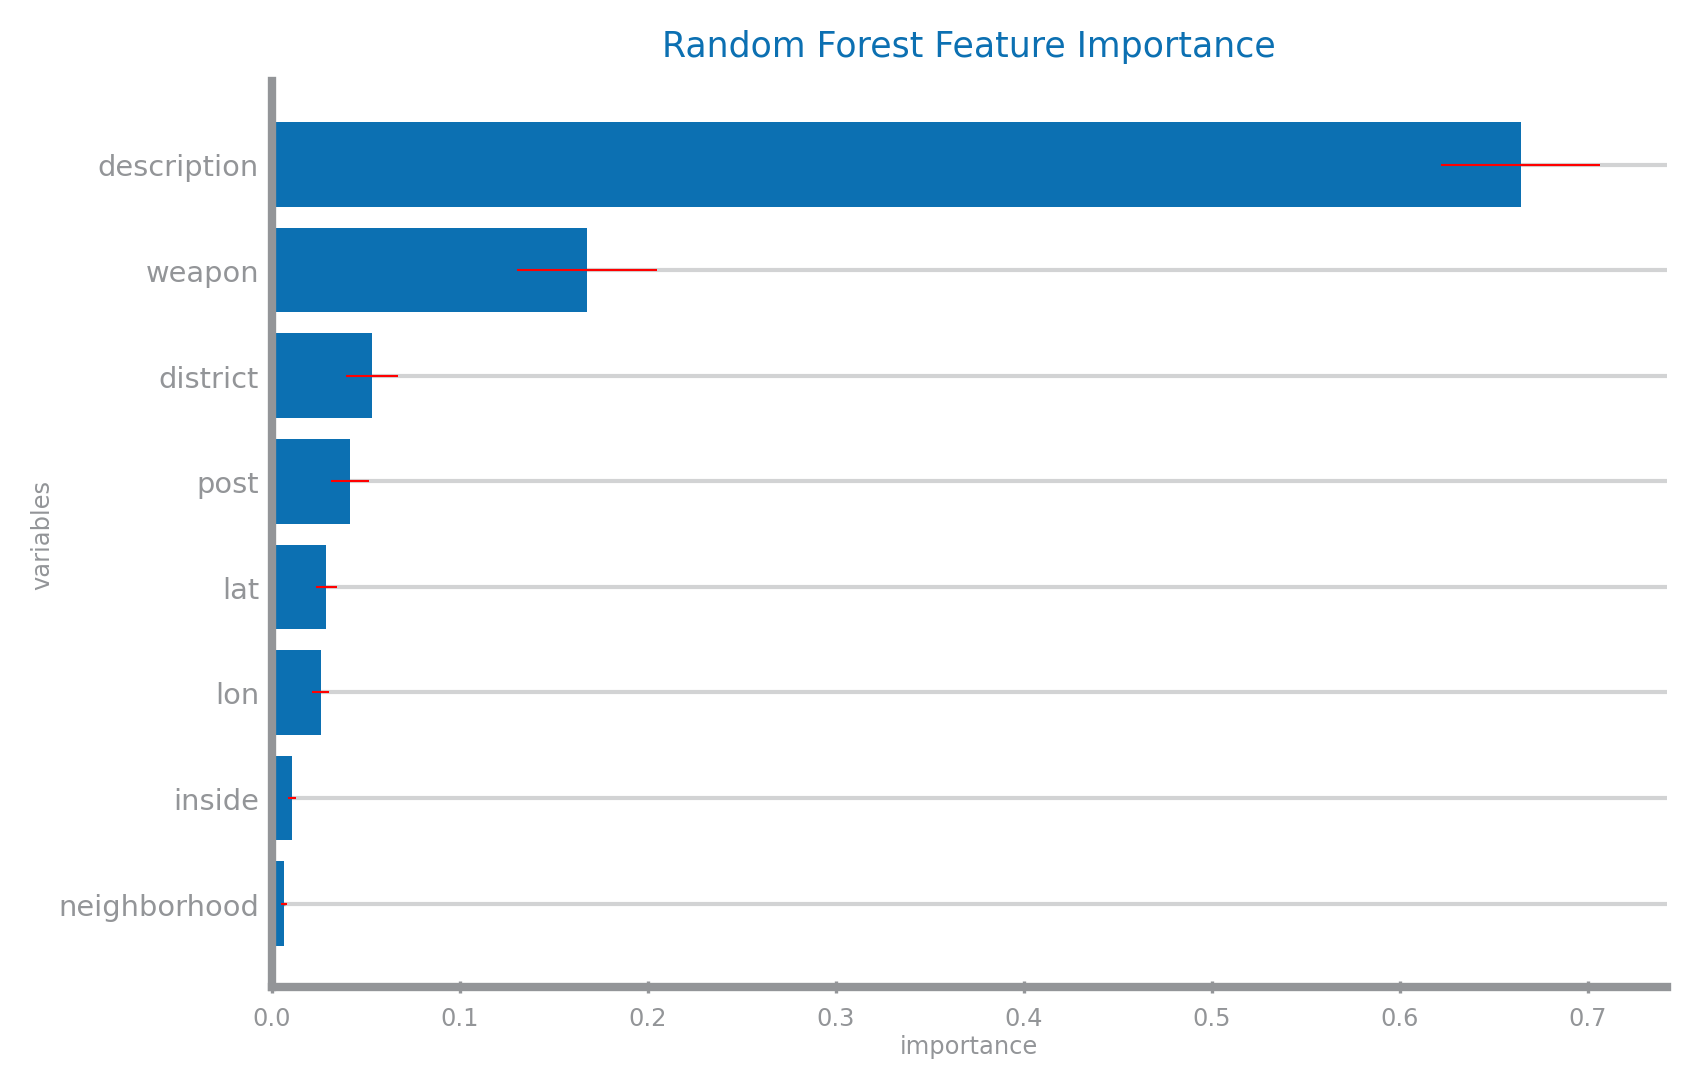 Random Forest Feature Importance
description
weapon
district
post
lat
lon
inside
neighborhood
variables
0.0 0.1 0.2 0.3 0.4 0.5 0.6 0.7
importance